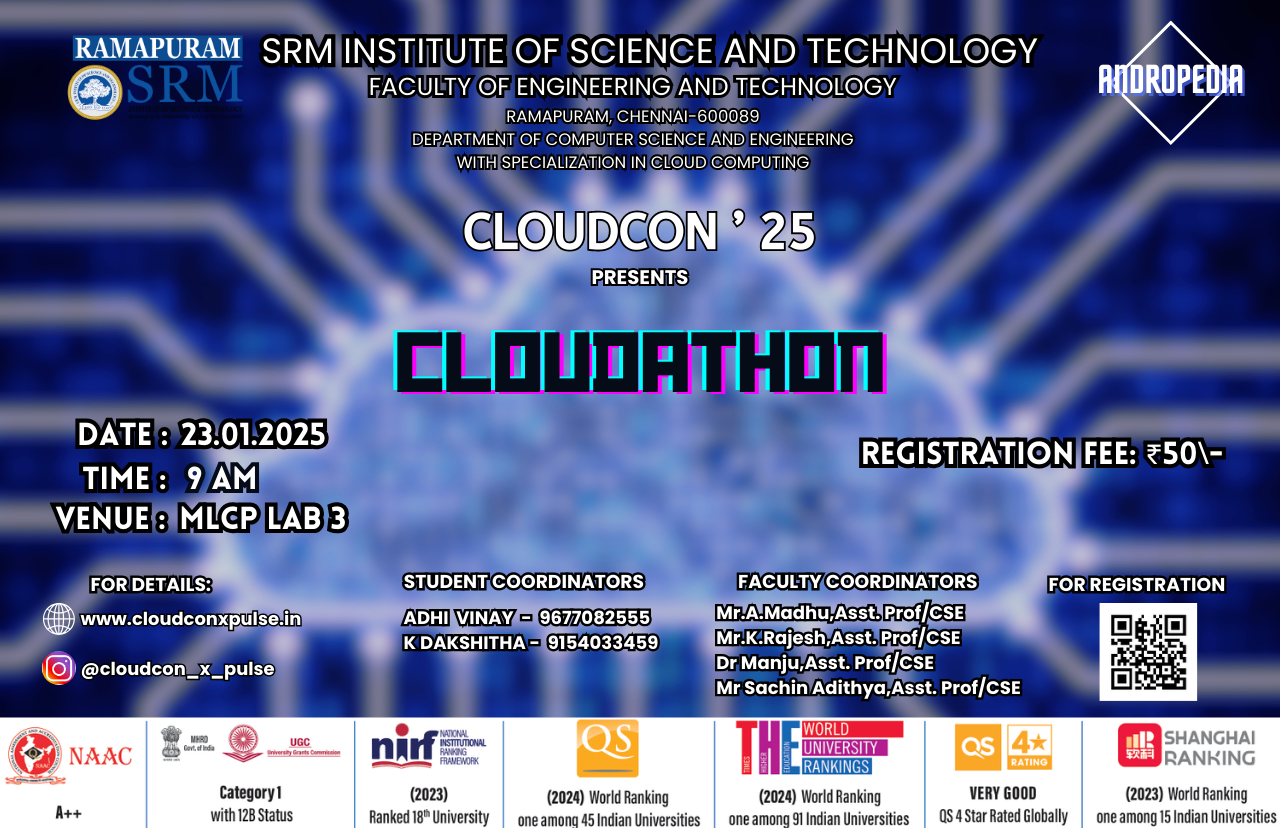 RAMAPURAM
SRM
SRM INSTITUTE OF SCIENCE AND TECHNOLOGY
FACULTY OF ENGINEERING AND TECHNOLOGY
RAMAPURAM, CHENNAI-600089
DEPARTMENT OF COMPUTER SCIENCE AND ENGINEERING
WITH SPECIALIZATION IN CLOUD COMPUTING
ANDROPEDIA
CLOUDCON ' 25
PRESENTS
CLOUDATHON
DATE : 23.01.2025
TIME : 9 AM
VENUE : MLCP LAB 3
REGISTRATION FEE: ₹50\-
FOR DETAILS:
www.cloudconxpulse.in
@cloudcon_x_pulse
STUDENT COORDINATORS
ADHI VINAY - 9677082555
K DAKSHITHA - 9154033459
FACULTY COORDINATORS
Mr.A.Madhu,Asst. Prof/CSE
Mr.K.Rajesh,Asst. Prof/CSE
Dr Manju,Asst. Prof/CSE
Mr Sachin Adithya,Asst. Prof/CSE
FOR REGISTRATION
NAAC
NAAC
A++
MHRD
Govt. of India
UGC
University Grants Commission
Category 1
with 12B Status
nirf
NATIONAL
INSTITUTIONAL
RANKING
FRAMEWORK
(2023)
Ranked 18th University
QS
(2024) World Ranking
one among 45 Indian Universities
THE
TIMES
HIGHER
EDUCATION
WORLD
UNIVERSITY
RANKINGS
(2024) World Ranking
one among 91 Indian Universities
QS
4★
RATING
VERY GOOD
QS 4 Star Rated Globally
软科
SHANGHAI
RANKING
(2023) World Ranking
one among 15 Indian Universities